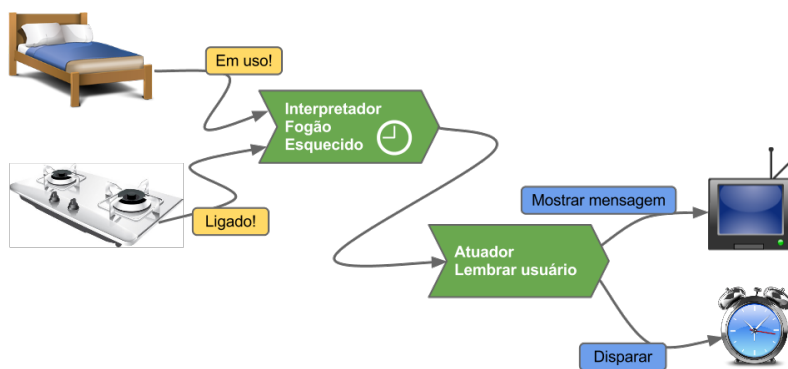 Em uso!
Interpretador
Fogão
Esquecido
Ligado!
Mostrar mensagem
Atuador
Lembrar usuário
Disparar